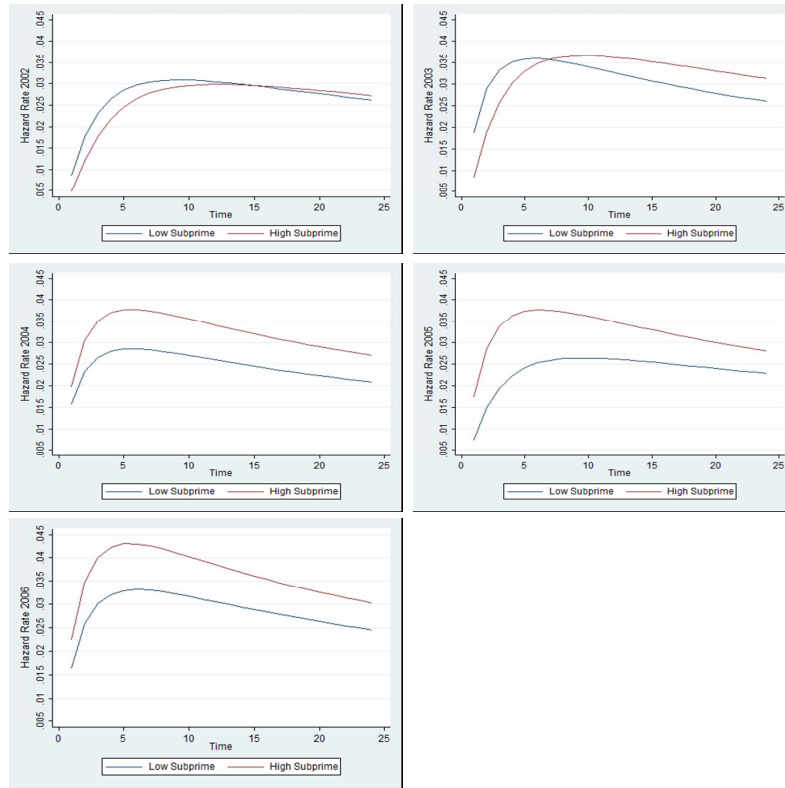 Hazard Rate 2002
.005 .01 .015 .02 .025 .03 .035 .04 .045
0 5 10 15 20 25
Time
Low Subprime High Subprime
Hazard Rate 2003
.005 .01 .015 .02 .025 .03 .035 .04 .045
0 5 10 15 20 25
Time
Low Subprime High Subprime
Hazard Rate 2004
.005 .01 .015 .02 .025 .03 .035 .04 .045
0 5 10 15 20 25
Time
Low Subprime High Subprime
Hazard Rate 2005
.005 .01 .015 .02 .025 .03 .035 .04 .045
0 5 10 15 20 25
Time
Low Subprime High Subprime
Hazard Rate 2006
.005 .01 .015 .02 .025 .03 .035 .04 .045
0 5 10 15 20 25
Time
Low Subprime High Subprime